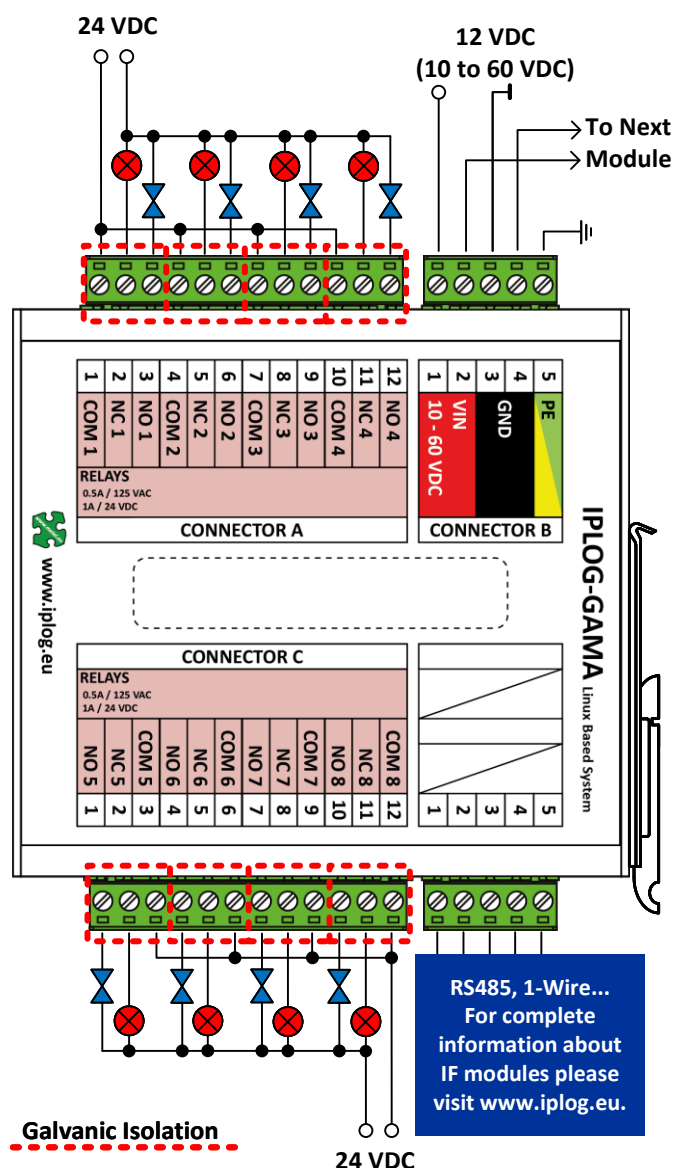 24 VDC
12 VDC
(10 to 60 VDC)
To Next
Module
1 2 3 4 5 6 7 8 9 10 11 12
COM 1 NC 1 NO 1 COM 2 NC 2 NO 2 COM 3 NC 3 NO 3 COM 4 NC 4 NO 4
RELAYS
0.5A / 125 VAC
1A / 24 VDC
CONNECTOR A
1 2 3 4 5
VIN
10 - 60 VDC
GND
PE
CONNECTOR B
www.iplog.eu
IPLOG-GAMA
Linux Based System
CONNECTOR C
RELAYS
0.5A / 125 VAC
1A / 24 VDC
NO 5 NC 5 COM 5 NO 6 NC 6 COM 6 NO 7 NC 7 COM 7 NO 8 NC 8 COM 8
1 2 3 4 5 6 7 8 9 10 11 12
1 2 3 4 5
RS485, 1-Wire...
For complete
information about
IF modules please
visit www.iplog.eu.
Galvanic Isolation
24 VDC